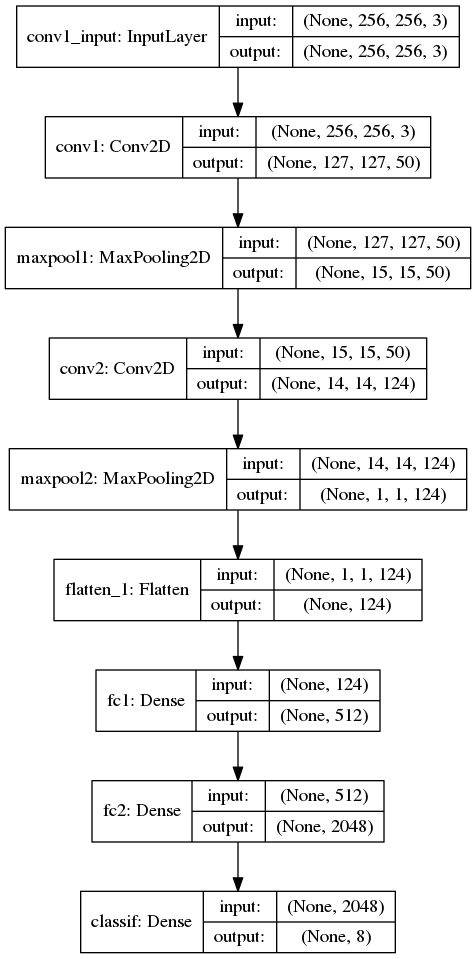 conv1_input: InputLayer
input: (None, 256, 256, 3)
output: (None, 256, 256, 3)
conv1: Conv2D
input: (None, 256, 256, 3)
output: (None, 127, 127, 50)
maxpool1: MaxPooling2D
input: (None, 127, 127, 50)
output: (None, 15, 15, 50)
conv2: Conv2D
input: (None, 15, 15, 50)
output: (None, 14, 14, 124)
maxpool2: MaxPooling2D
input: (None, 14, 14, 124)
output: (None, 1, 1, 124)
flatten_1: Flatten
input: (None, 1, 1, 124)
output: (None, 124)
fc1: Dense
input: (None, 124)
output: (None, 512)
fc2: Dense
input: (None, 512)
output: (None, 2048)
classif: Dense
input: (None, 2048)
output: (None, 8)